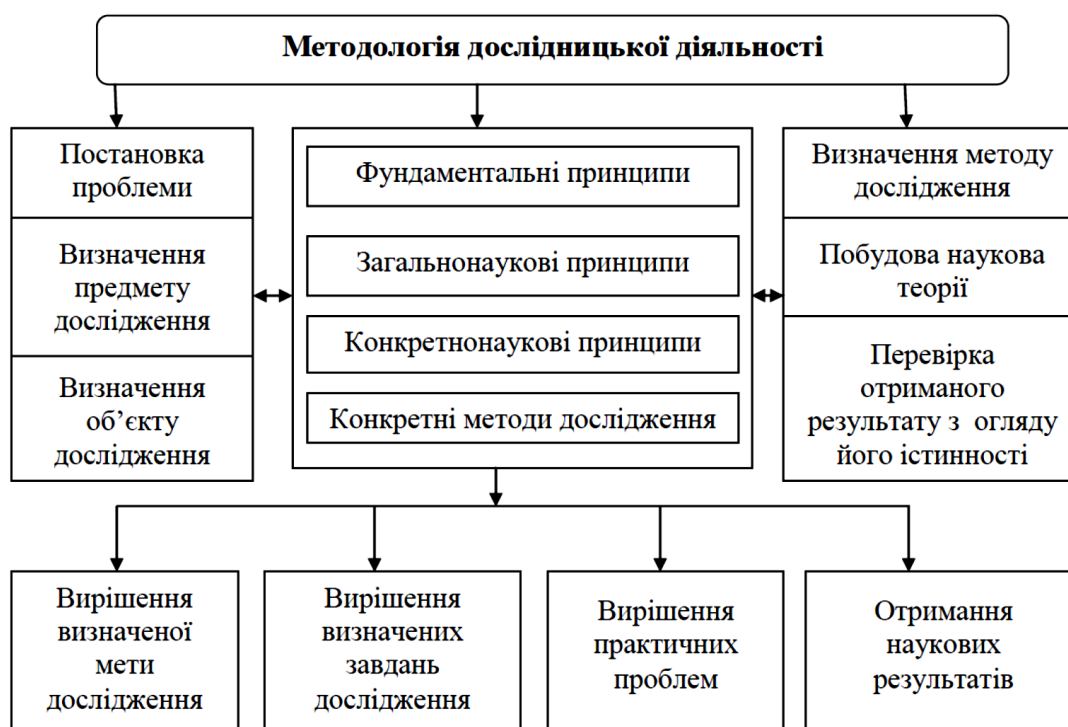 Методологія дослідницької діяльності
Постановка
проблеми
Визначення
предмету
дослідження
Визначення
об’єкту
дослідження
Фундаментальні принципи
Загальнонаукові принципи
Конкретнонаукові принципи
Конкретні методи дослідження
Визначення методу
дослідження
Побудова наукова
теорії
Перевірка
отриманого
результату з огляду
його істинності
Вирішення
визначеної
мети
дослідження
Вирішення
визначених
завдань
дослідження
Вирішення
практичних
проблем
Отримання
наукових
результатів